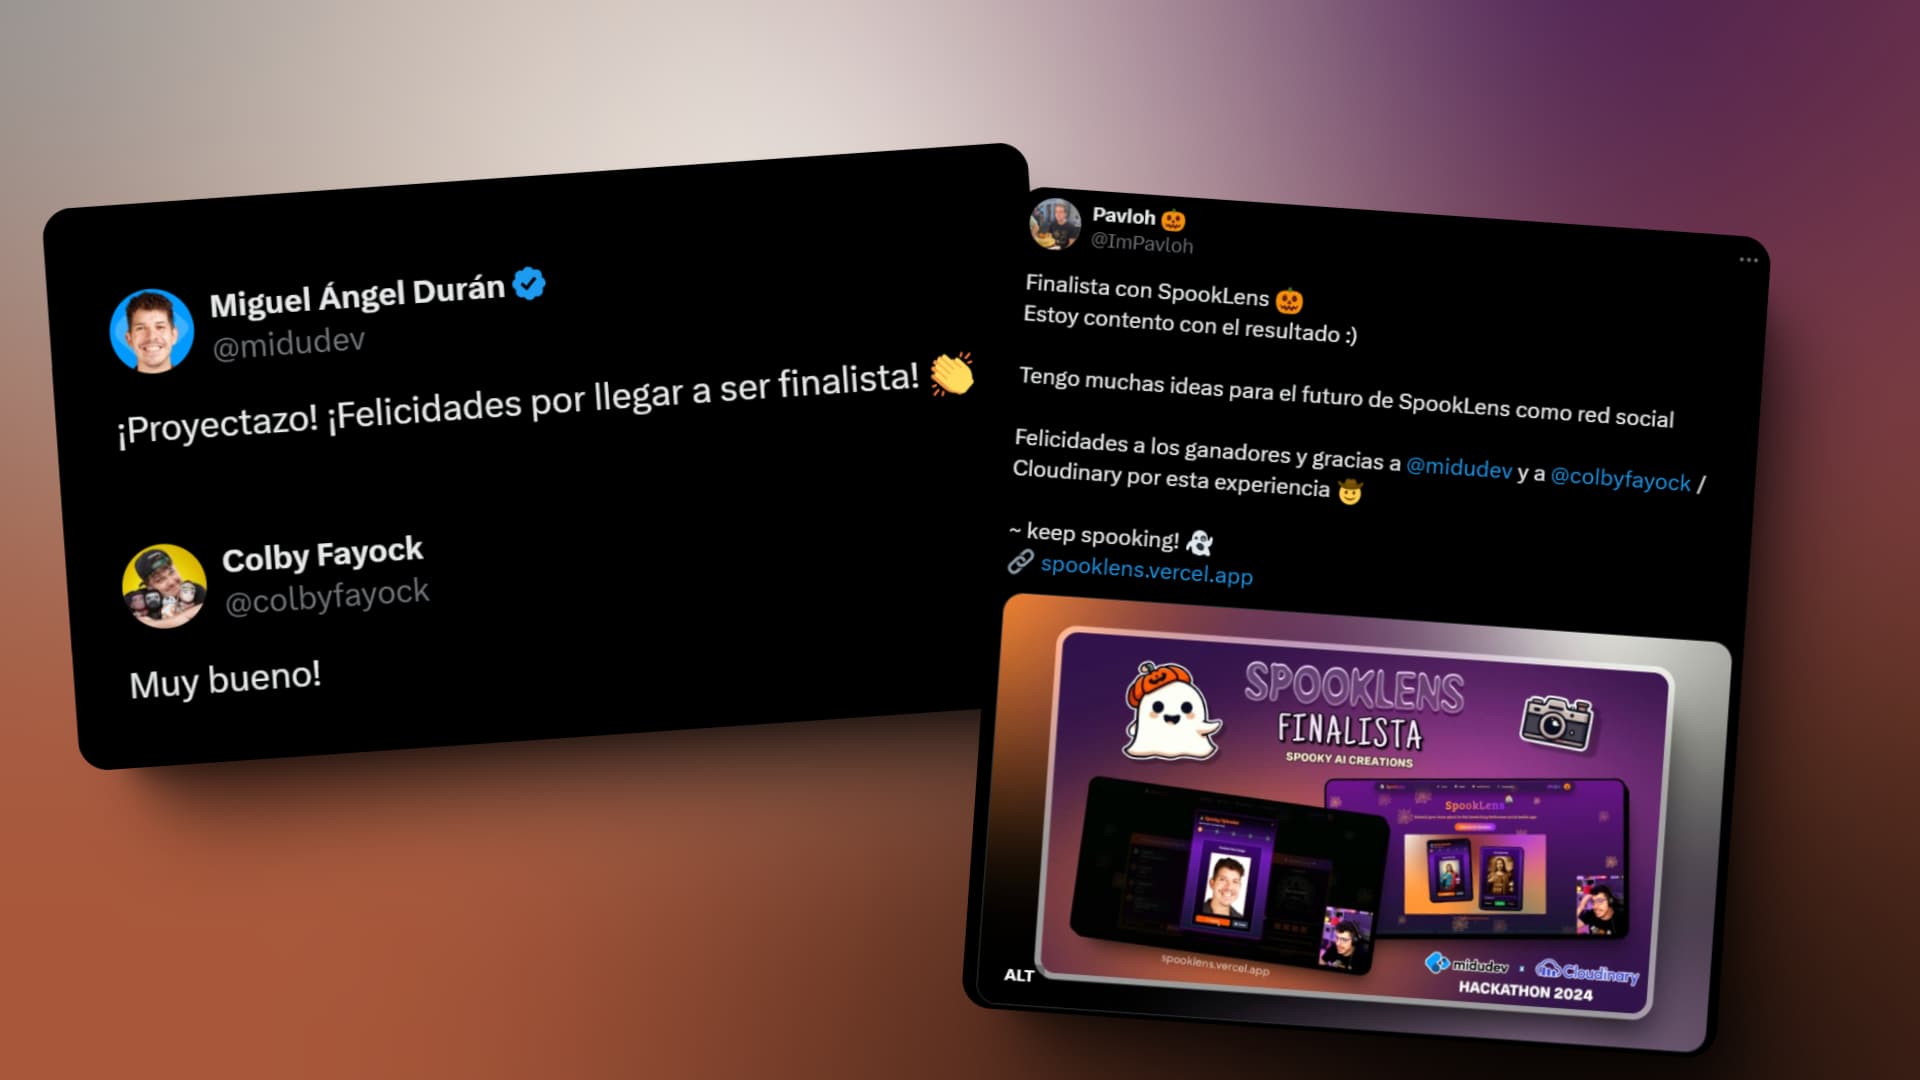 Miguel Ángel Durán
@midudev
¡Proyectazo! ¡Felicidades por llegar a ser finalista! 👏
Colby Fayock
@colbyfayock
Muy bueno!
Pavloh 🎃
@ImPavloh
Finalista con SpookLens 🎃
Estoy contento con el resultado :)
Tengo muchas ideas para el futuro de SpookLens como red social
Felicidades a los ganadores y gracias a @midudev y a @colbyfayock /
Cloudinary por esta experiencia 🤠
~ keep spooking! 👻
🔗 spooklens.vercel.app
SPOOKLENS
FINALISTA
SPOOKY AI CREATIONS
SpookLens
spooklens.vercel.app
midudev x Cloudinary
HACKATHON 2024
ALT